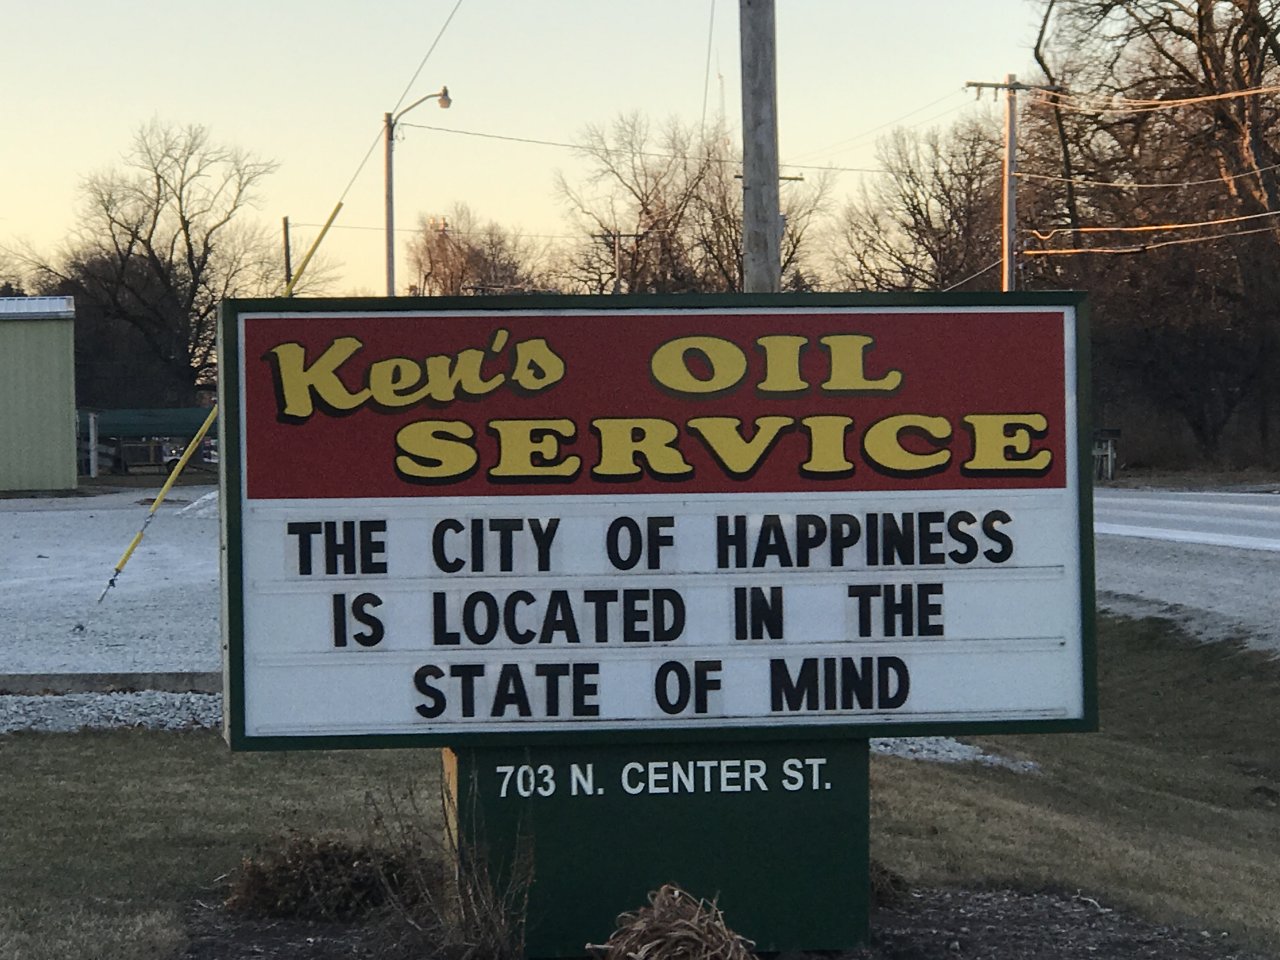 Ken's OIL
SERVICE
THE CITY OF HAPPINESS
IS LOCATED IN THE
STATE OF MIND
703 N. CENTER ST.